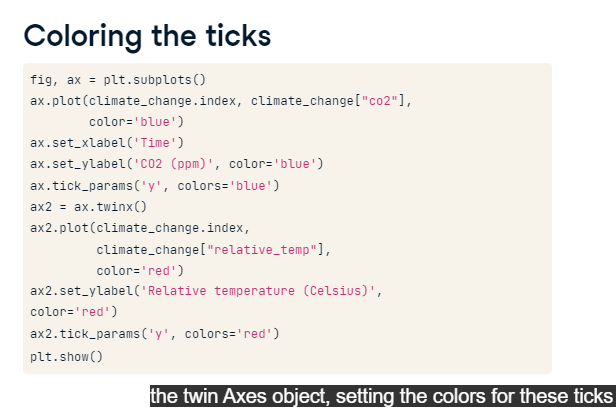 Coloring the ticks
fig, ax = plt.subplots()
ax.plot(climate_change.index, climate_change["co2"],
        color='blue')
ax.set_xlabel('Time')
ax.set_ylabel('CO2 (ppm)', color='blue')
ax.tick_params('y', colors='blue')
ax2 = ax.twinx()
ax2.plot(climate_change.index,
         climate_change["relative_temp"],
         color='red')
ax2.set_ylabel('Relative temperature (Celsius)',
color='red')
ax2.tick_params('y', colors='red')
plt.show()
the twin Axes object, setting the colors for these ticks